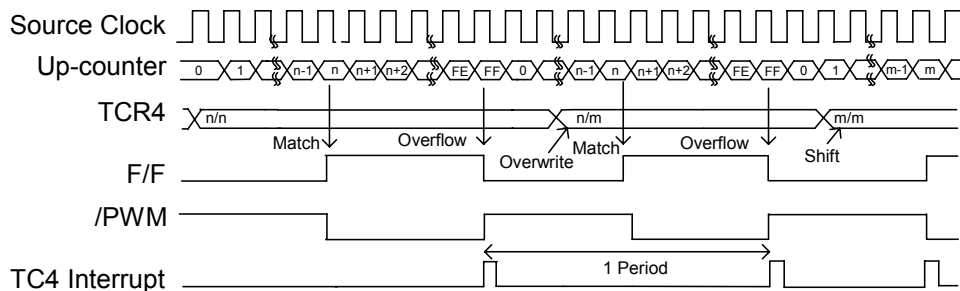 Source Clock
Up-counter
0 1 n-1 n n+1 n+2 FE FF 0 n-1 n n+1 n+2 FE FF 0 1 m-1 m
TCR4
n/n n/m m/m
Match Overflow Overwrite Match Overflow Shift
F/F
/PWM
1 Period
TC4 Interrupt